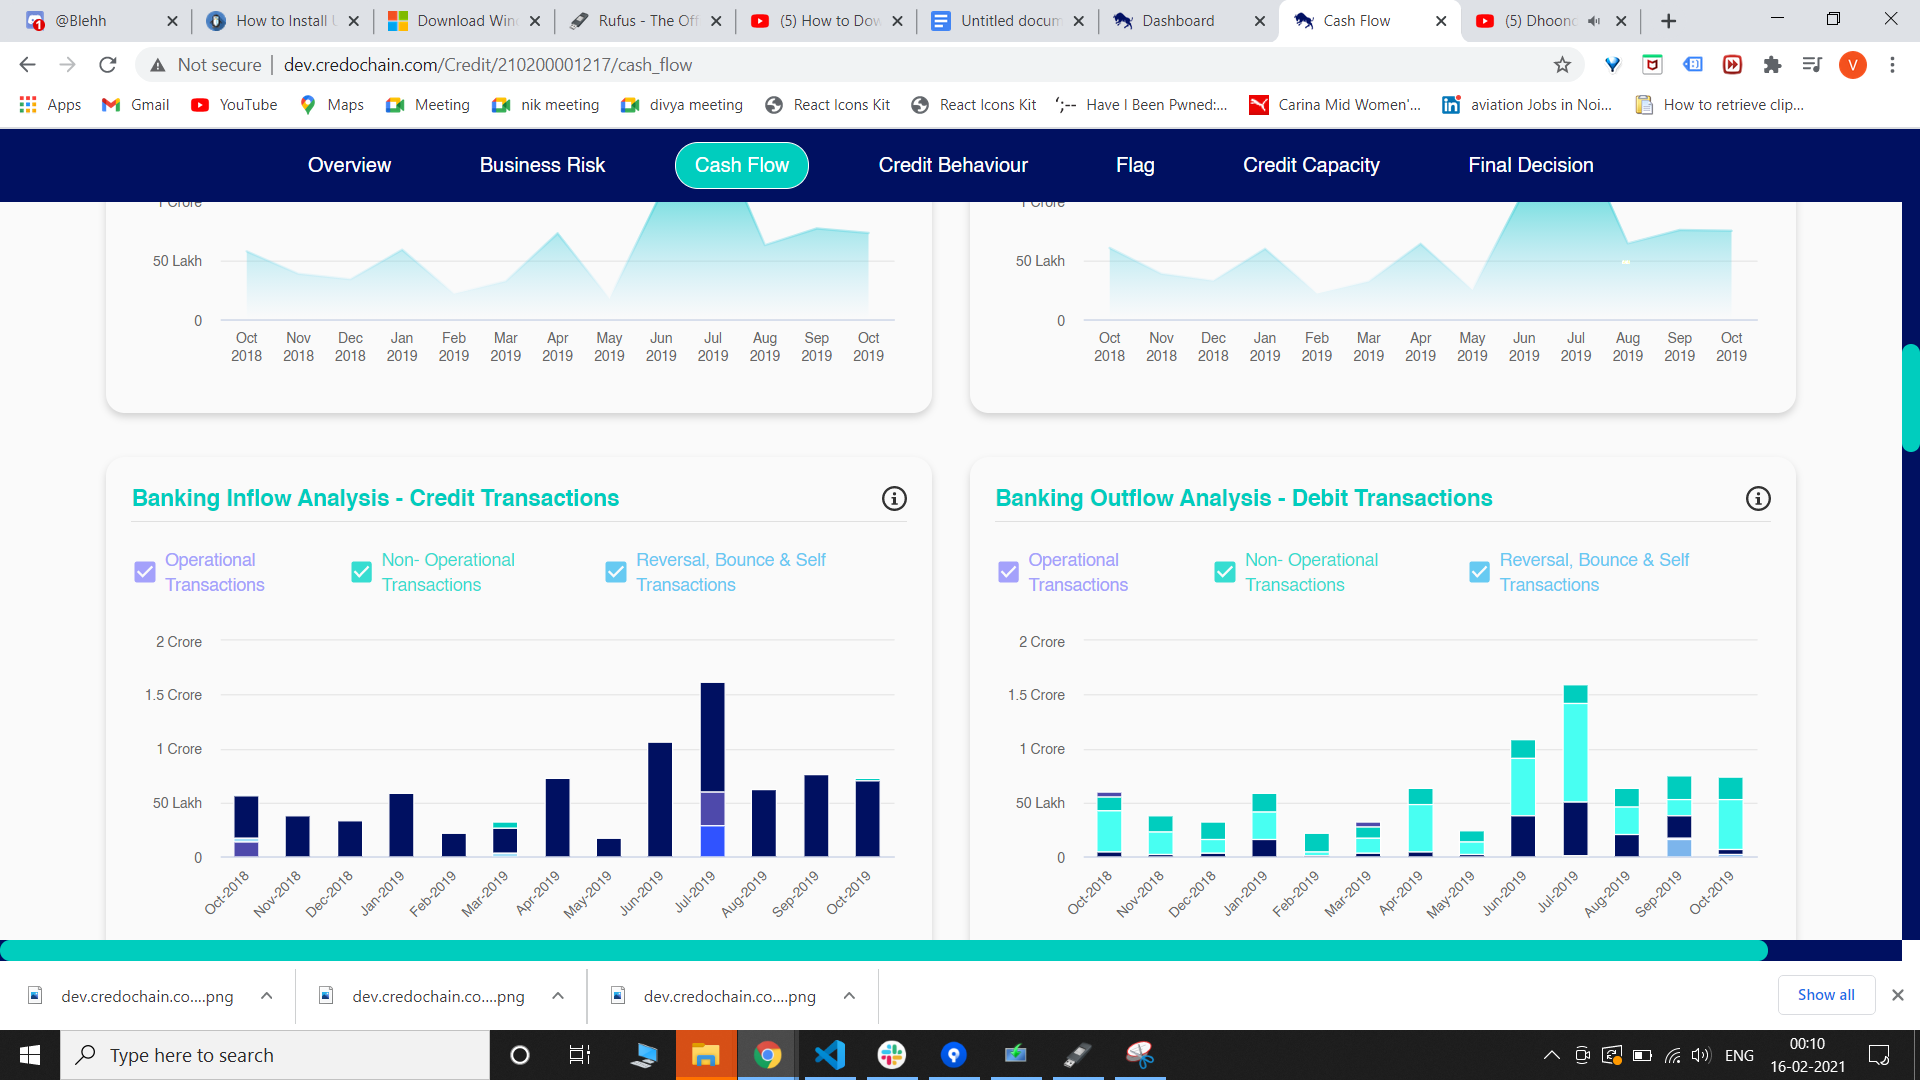 @Blehh
How to Install U
Download Wind
Rufus - The Offi
(5) How to Dow
Untitled docum
Dashboard
Cash Flow
(5) Dhoond
Not secure
dev.credochain.com/Credit/210200001217/cash_flow
V
Apps
Gmail
YouTube
Maps
Meeting
nik meeting
divya meeting
React Icons Kit
React Icons Kit
';-- Have I Been Pwned:...
Carina Mid Women'...
aviation Jobs in Noi...
How to retrieve clip...
Overview
Business Risk
Cash Flow
Credit Behaviour
Flag
Credit Capacity
Final Decision
1 Crore
50 Lakh
0
Oct 2018
Nov 2018
Dec 2018
Jan 2019
Feb 2019
Mar 2019
Apr 2019
May 2019
Jun 2019
Jul 2019
Aug 2019
Sep 2019
Oct 2019
1 Crore
50 Lakh
0
Oct 2018
Nov 2018
Dec 2018
Jan 2019
Feb 2019
Mar 2019
Apr 2019
May 2019
Jun 2019
Jul 2019
Aug 2019
Sep 2019
Oct 2019
Banking Inflow Analysis - Credit Transactions
Operational
Transactions
Non- Operational
Transactions
Reversal, Bounce & Self
Transactions
2 Crore
1.5 Crore
1 Crore
50 Lakh
0
Oct-2018
Nov-2018
Dec-2018
Jan-2019
Feb-2019
Mar-2019
Apr-2019
May-2019
Jun-2019
Jul-2019
Aug-2019
Sep-2019
Oct-2019
Banking Outflow Analysis - Debit Transactions
Operational
Transactions
Non- Operational
Transactions
Reversal, Bounce & Self
Transactions
2 Crore
1.5 Crore
1 Crore
50 Lakh
0
Oct-2018
Nov-2018
Dec-2018
Jan-2019
Feb-2019
Mar-2019
Apr-2019
May-2019
Jun-2019
Jul-2019
Aug-2019
Sep-2019
Oct-2019
dev.credochain.co....png
dev.credochain.co....png
dev.credochain.co....png
Show all
Type here to search
ENG
00:10
16-02-2021